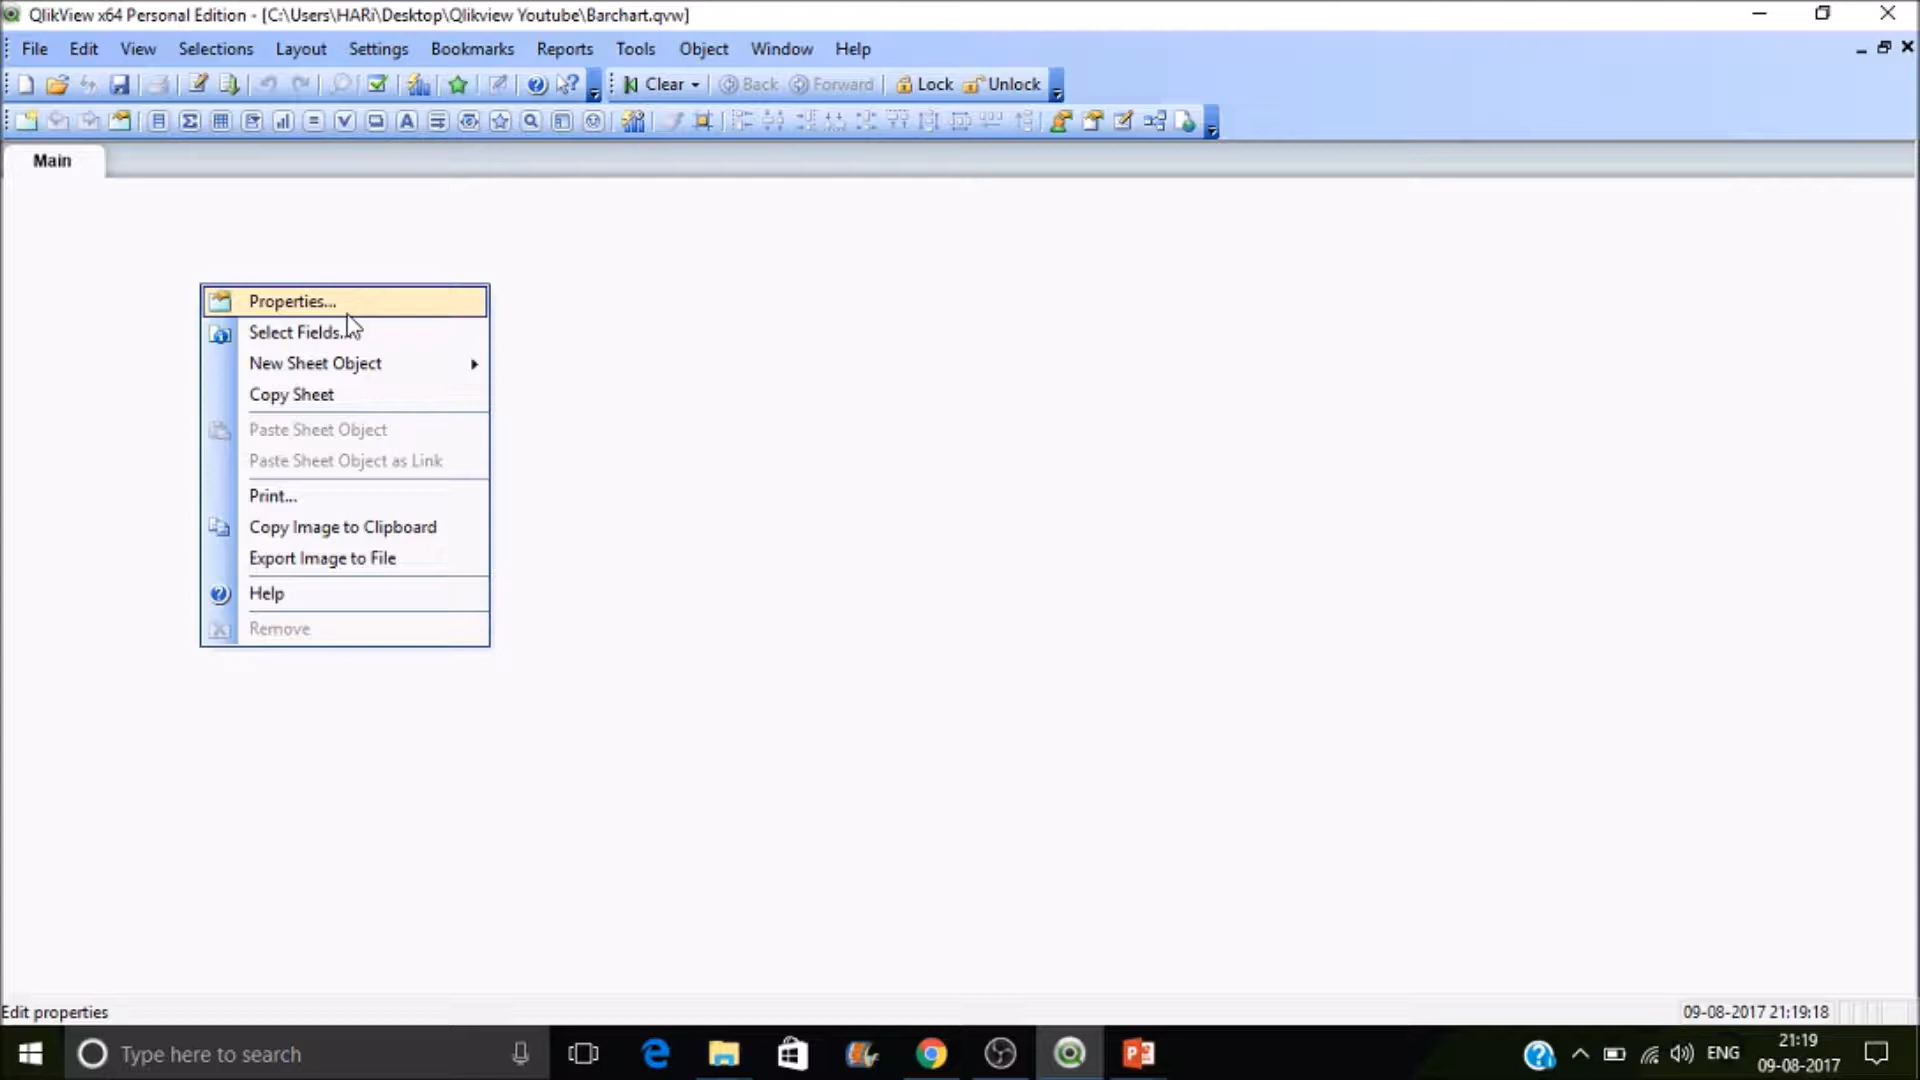 QlikView x64 Personal Edition - [C:\Users\HARi\Desktop\Qlikview Youtube\Barchart.qvw]
File Edit View Selections Layout Settings Bookmarks Reports Tools Object Window Help
Clear Back Forward Lock Unlock
Main
Properties...
Select Fields...
New Sheet Object
Copy Sheet
Paste Sheet Object
Paste Sheet Object as Link
Print...
Copy Image to Clipboard
Export Image to File
Help
Remove
Edit properties
09-08-2017 21:19:18
Type here to search
ENG
21:19
09-08-2017